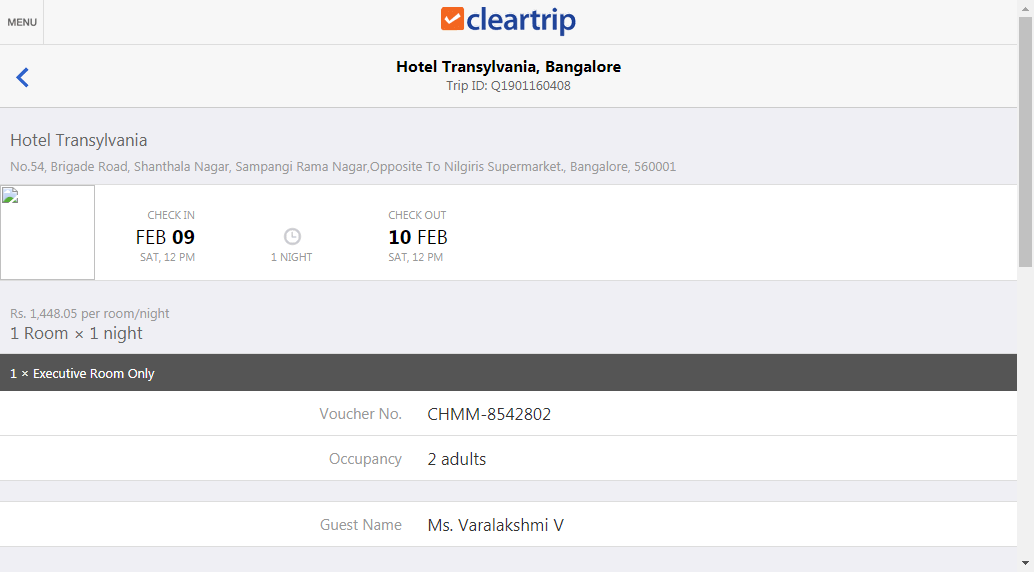 MENU
cleartrip
Hotel Transylvania, Bangalore
Trip ID: Q1901160408
Hotel Transylvania
No.54, Brigade Road, Shanthala Nagar, Sampangi Rama Nagar,Opposite To Nilgiris Supermarket., Bangalore, 560001
CHECK IN
FEB 09
SAT, 12 PM
1 NIGHT
CHECK OUT
10 FEB
SAT, 12 PM
Rs. 1,448.05 per room/night
1 Room × 1 night
1 × Executive Room Only
Voucher No. CHMM-8542802
Occupancy 2 adults
Guest Name Ms. Varalakshmi V